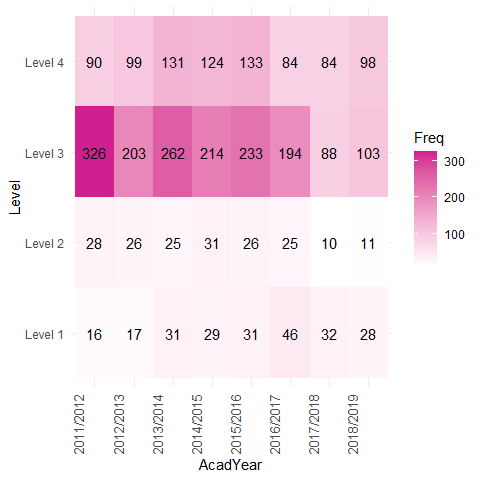 Level 4 90 99 131 124 133 84 84 98
Level 3 326 203 262 214 233 194 88 103
Level 2 28 26 25 31 26 25 10 11
Level 1 16 17 31 29 31 46 32 28
Level
2011/2012 2012/2013 2013/2014 2014/2015 2015/2016 2016/2017 2017/2018 2018/2019
AcadYear
Freq
300
200
100